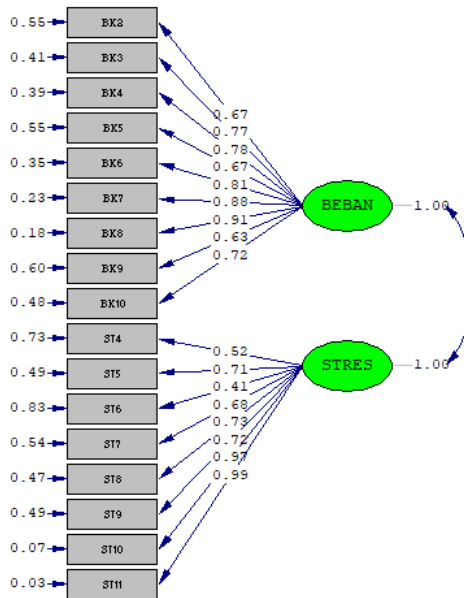 0.55 BK2
0.41 BK3
0.39 BK4
0.55 BK5
0.35 BK6
0.23 BK7
0.18 BK8
0.60 BK9
0.48 BK10
0.73 ST4
0.49 ST5
0.83 ST6
0.54 ST7
0.47 ST8
0.49 ST9
0.07 ST10
0.03 ST11
0.67
0.77
0.78
0.67
0.81
0.88
0.91
0.63
0.72
BEBAN 1.00
0.52
0.71
0.41
0.68
0.73
0.72
0.97
0.99
STRES 1.00